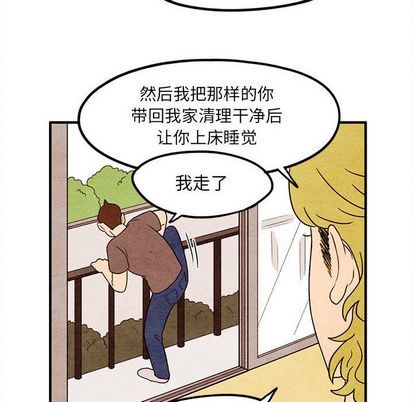 然后我把那样的你
带回我家清理干净后
让你上床睡觉
我走了